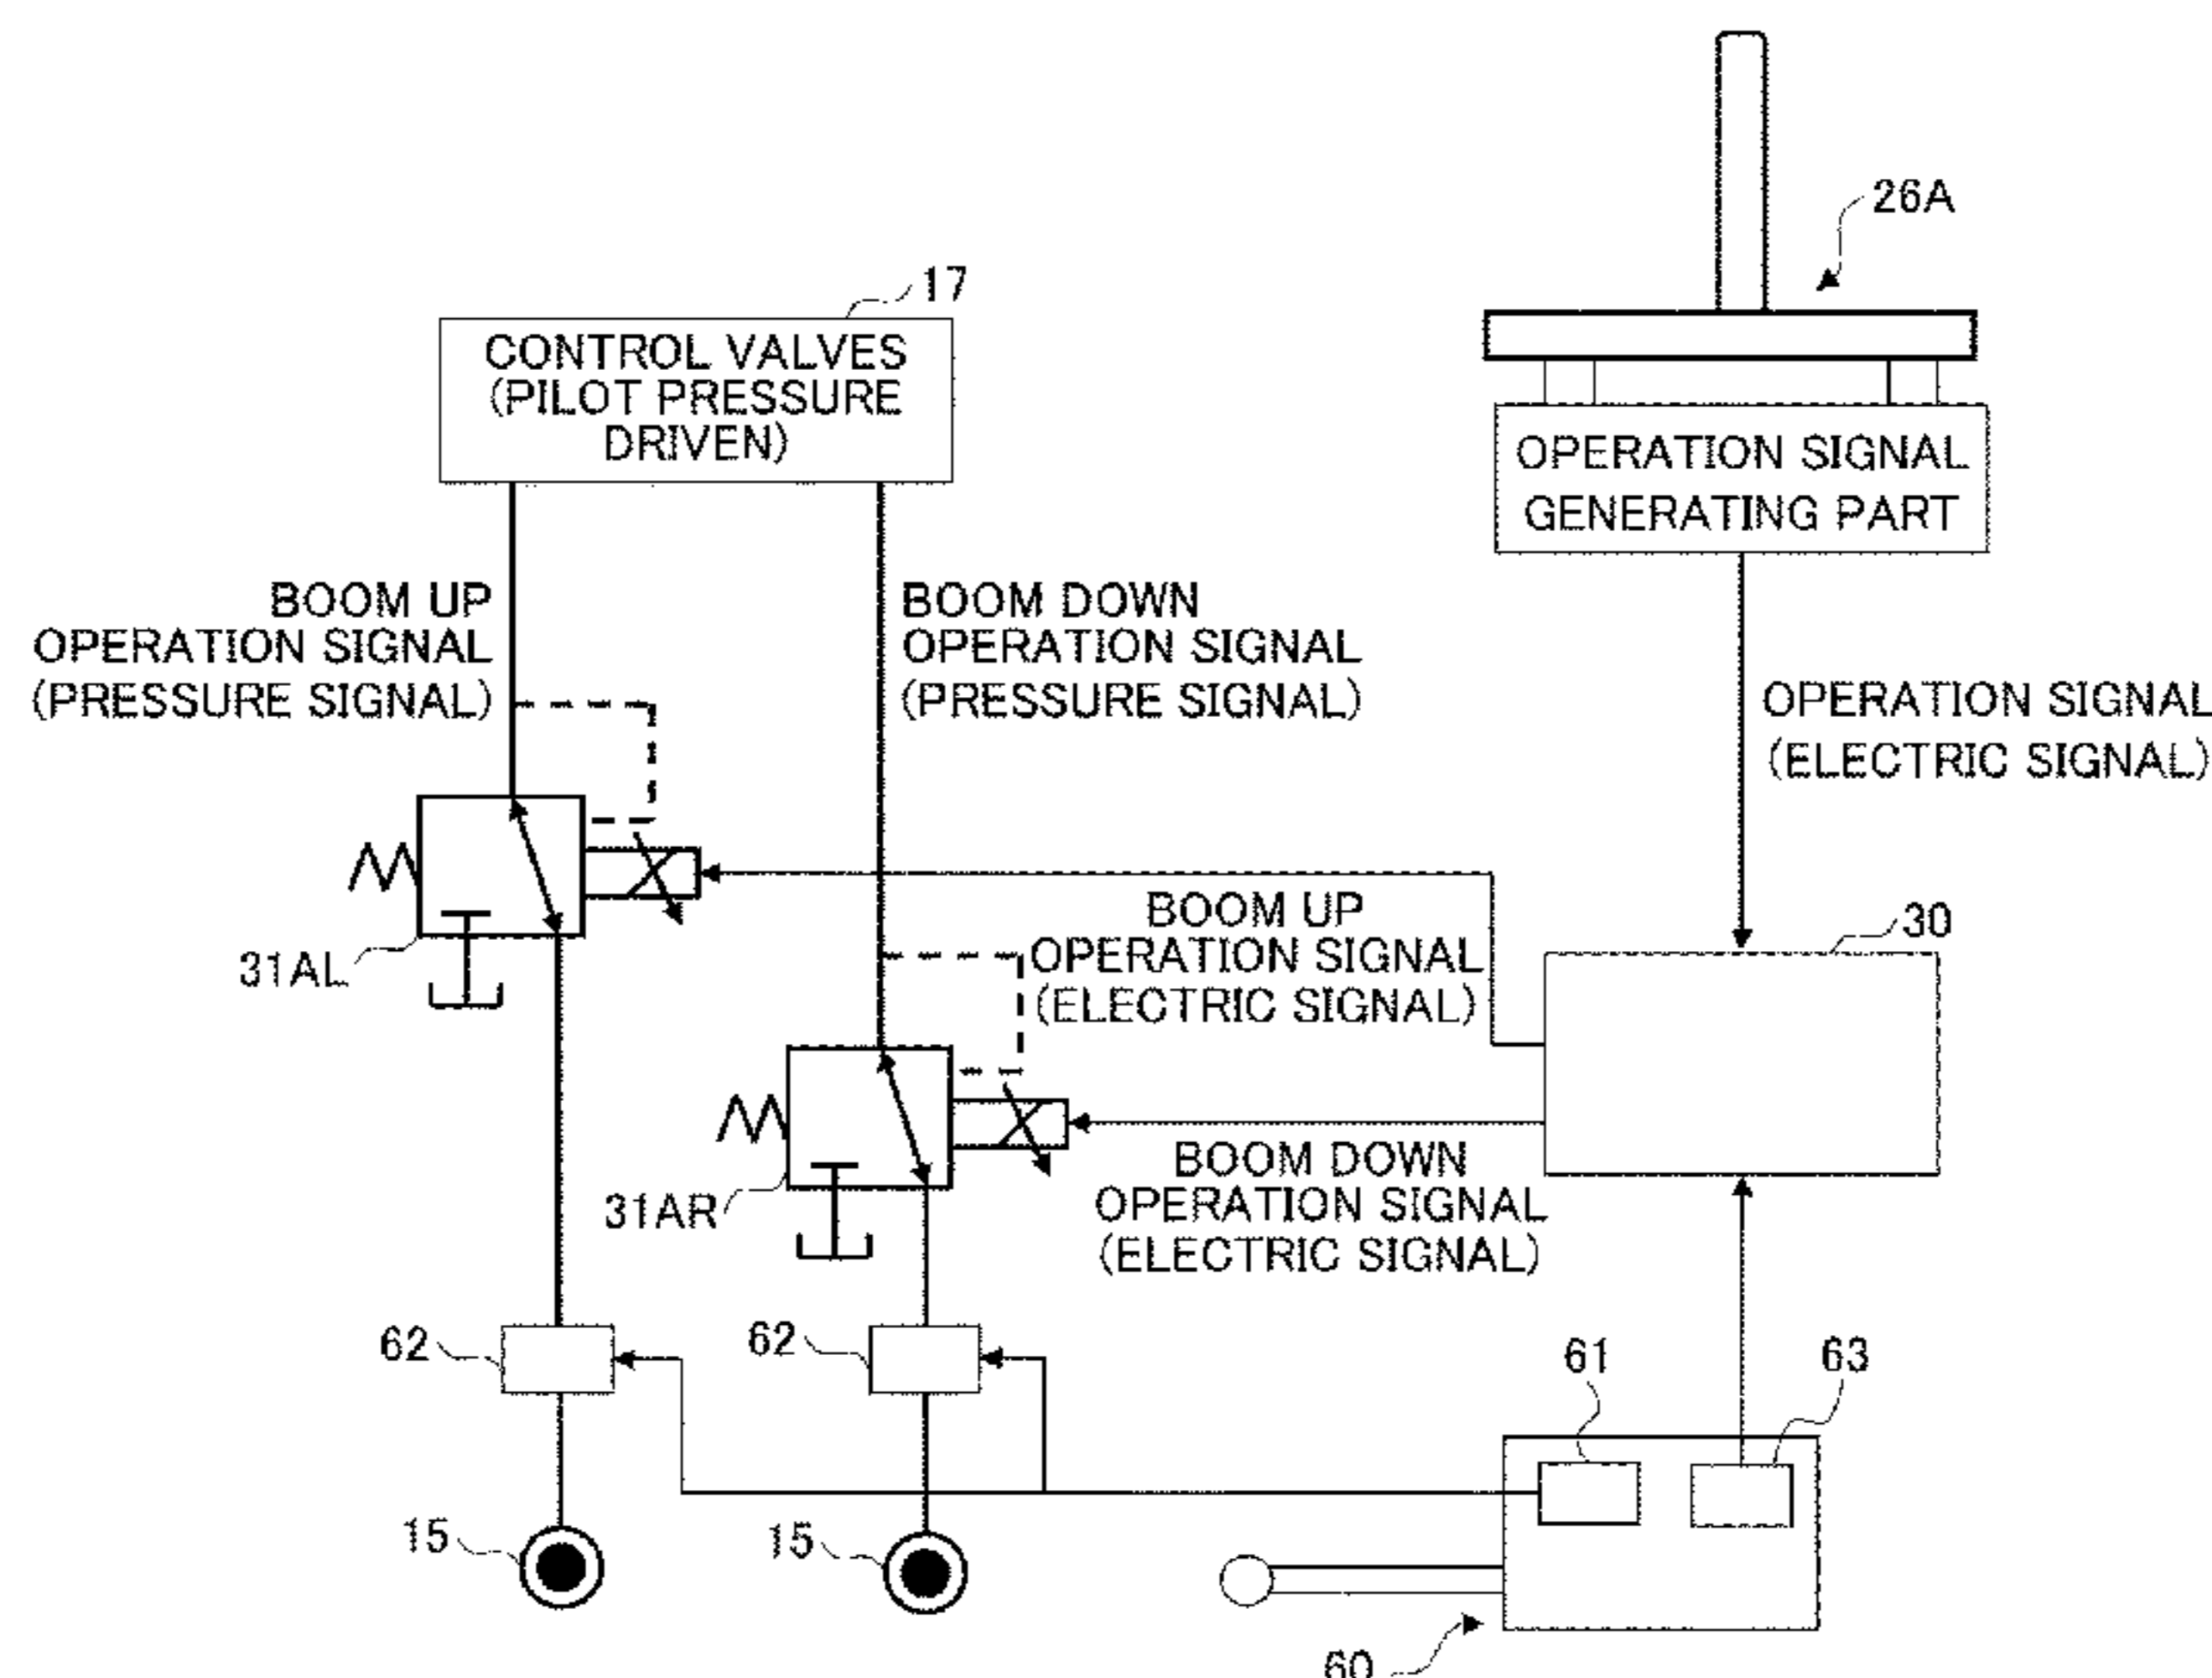 26A
17
CONTROL VALVES
(PILOT PRESSURE
DRIVEN)
OPERATION SIGNAL
GENERATING PART
BOOM UP
OPERATION SIGNAL
(PRESSURE SIGNAL)
BOOM DOWN
OPERATION SIGNAL
(PRESSURE SIGNAL)
OPERATION SIGNAL
(ELECTRIC SIGNAL)
BOOM UP
OPERATION SIGNAL
(ELECTRIC SIGNAL)
30
31AL
31AR
BOOM DOWN
OPERATION SIGNAL
(ELECTRIC SIGNAL)
62
62
61
63
15
15
60